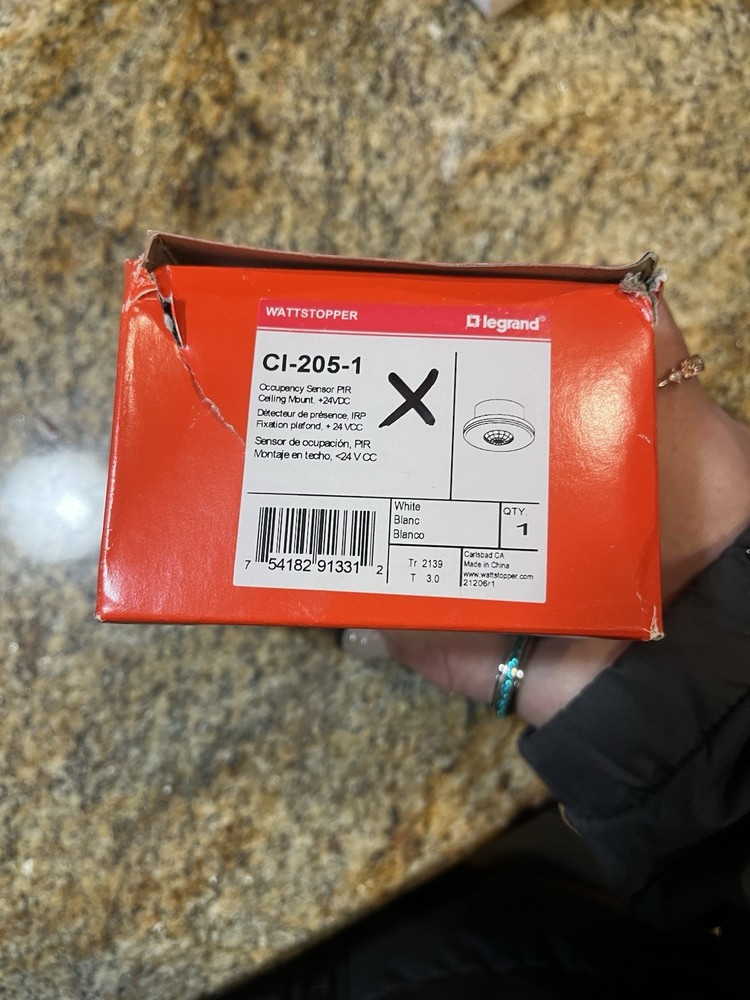 WATTSTOPPER
legrand®
CI-205-1
Occupancy Sensor PIR
Ceiling Mount, +24VDC
Détecteur de présence, IRP
Fixation plafond, + 24 VCC
Sensor de ocupación, PIR
Montaje en techo, <24 V CC
X
White
Blanc
Blanco
QTY.
1
7 54182 91331 2
Tr 2139
T 3.0
Carlsbad CA
Made in China
www.wattstopper.com
21206r1